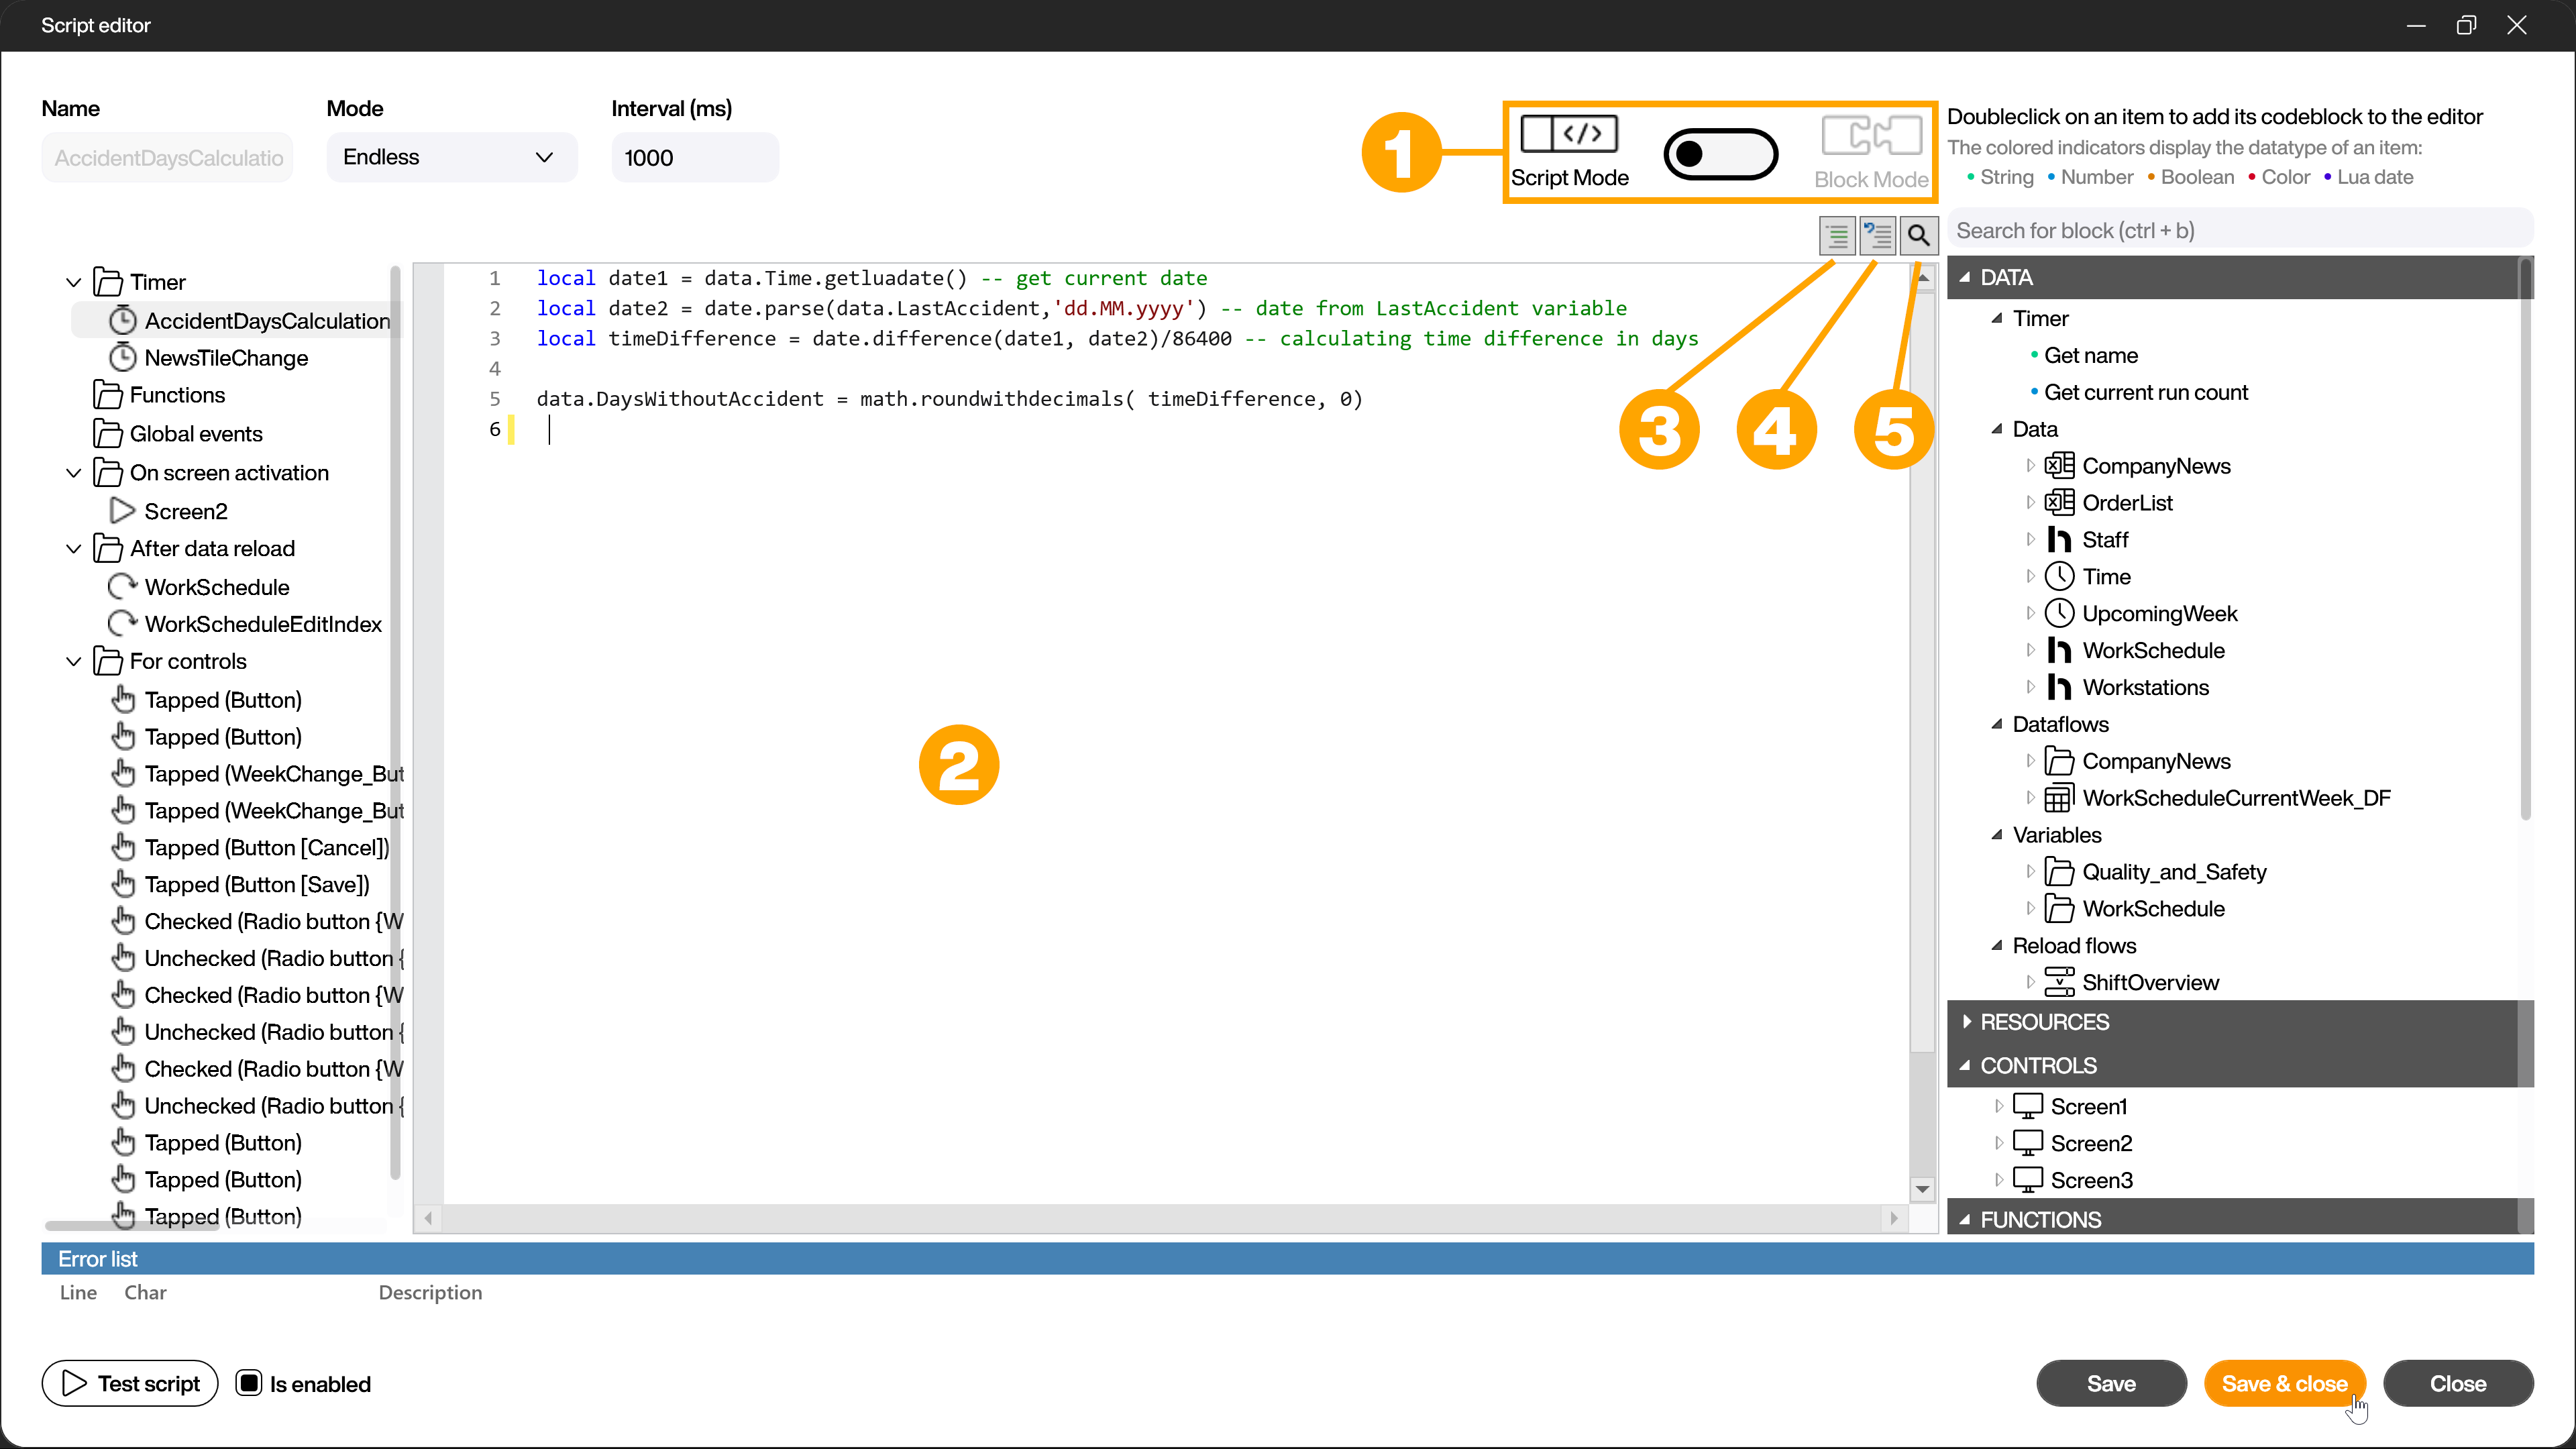 Script editor
Name
Mode
Interval (ms)
AccidentDaysCalculatio
Endless
1000
1
</>
Script Mode
Block Mode
Doubleclick on an item to add its codeblock to the editor
The colored indicators display the datatype of an item:
• String • Number • Boolean • Color • Lua date
Search for block (ctrl + b)
Timer
AccidentDaysCalculation
NewsTileChange
Functions
Global events
On screen activation
Screen2
After data reload
WorkSchedule
WorkScheduleEditIndex
For controls
Tapped (Button)
Tapped (Button)
Tapped (WeekChange_But
Tapped (WeekChange_But
Tapped (Button [Cancel])
Tapped (Button [Save])
Checked (Radio button {W
Unchecked (Radio button {
Checked (Radio button {W
Unchecked (Radio button {
Checked (Radio button {W
Unchecked (Radio button {
Tapped (Button)
Tapped (Button)
Tapped (Button)
1 local date1 = data.Time.getluadate() -- get current date
2 local date2 = date.parse(data.LastAccident,'dd.MM.yyyy') -- date from LastAccident variable
3 local timeDifference = date.difference(date1, date2)/86400 -- calculating time difference in days
4
5 data.DaysWithoutAccident = math.roundwithdecimals( timeDifference, 0)
6
3
4
5
2
DATA
Timer
• Get name
• Get current run count
Data
CompanyNews
OrderList
Staff
Time
UpcomingWeek
WorkSchedule
Workstations
Dataflows
CompanyNews
WorkScheduleCurrentWeek_DF
Variables
Quality_and_Safety
WorkSchedule
Reload flows
ShiftOverview
RESOURCES
CONTROLS
Screen1
Screen2
Screen3
FUNCTIONS
Error list
Line Char Description
Test script
Is enabled
Save
Save & close
Close